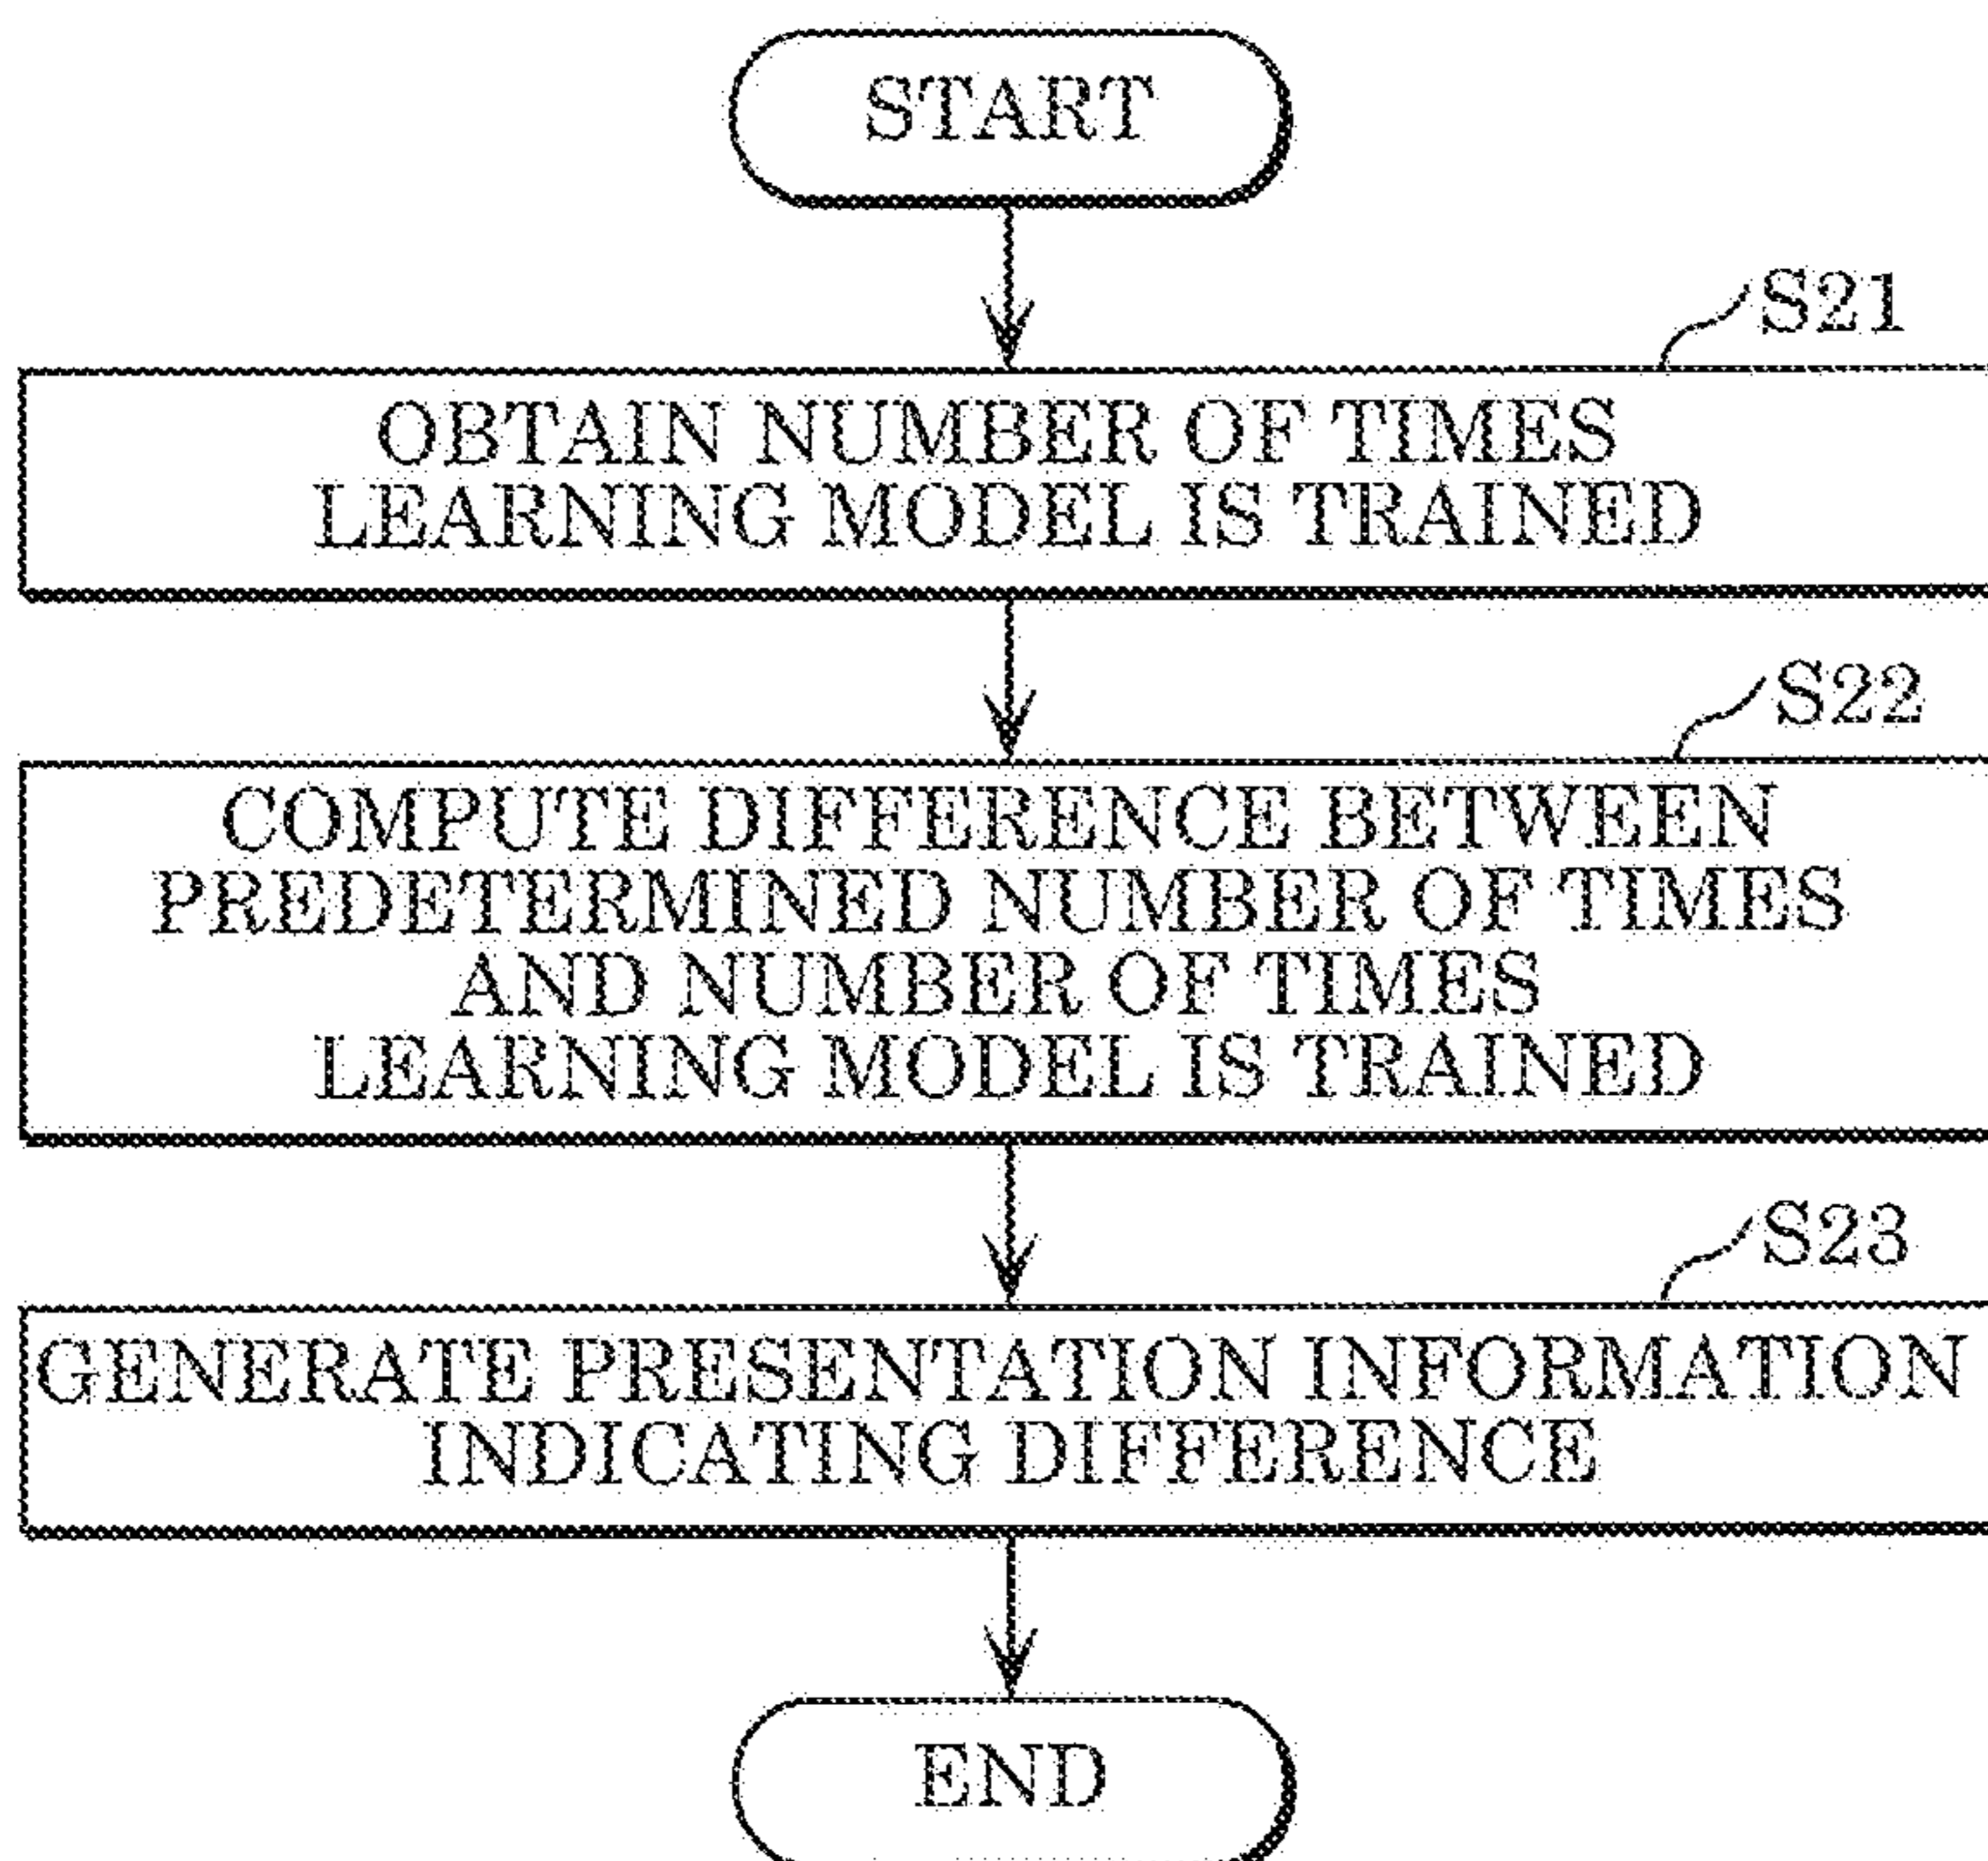 START
S21
OBTAIN NUMBER OF TIMES
LEARNING MODEL IS TRAINED
S22
COMPUTE DIFFERENCE BETWEEN
PREDETERMINED NUMBER OF TIMES
AND NUMBER OF TIMES
LEARNING MODEL IS TRAINED
S23
GENERATE PRESENTATION INFORMATION
INDICATING DIFFERENCE
END